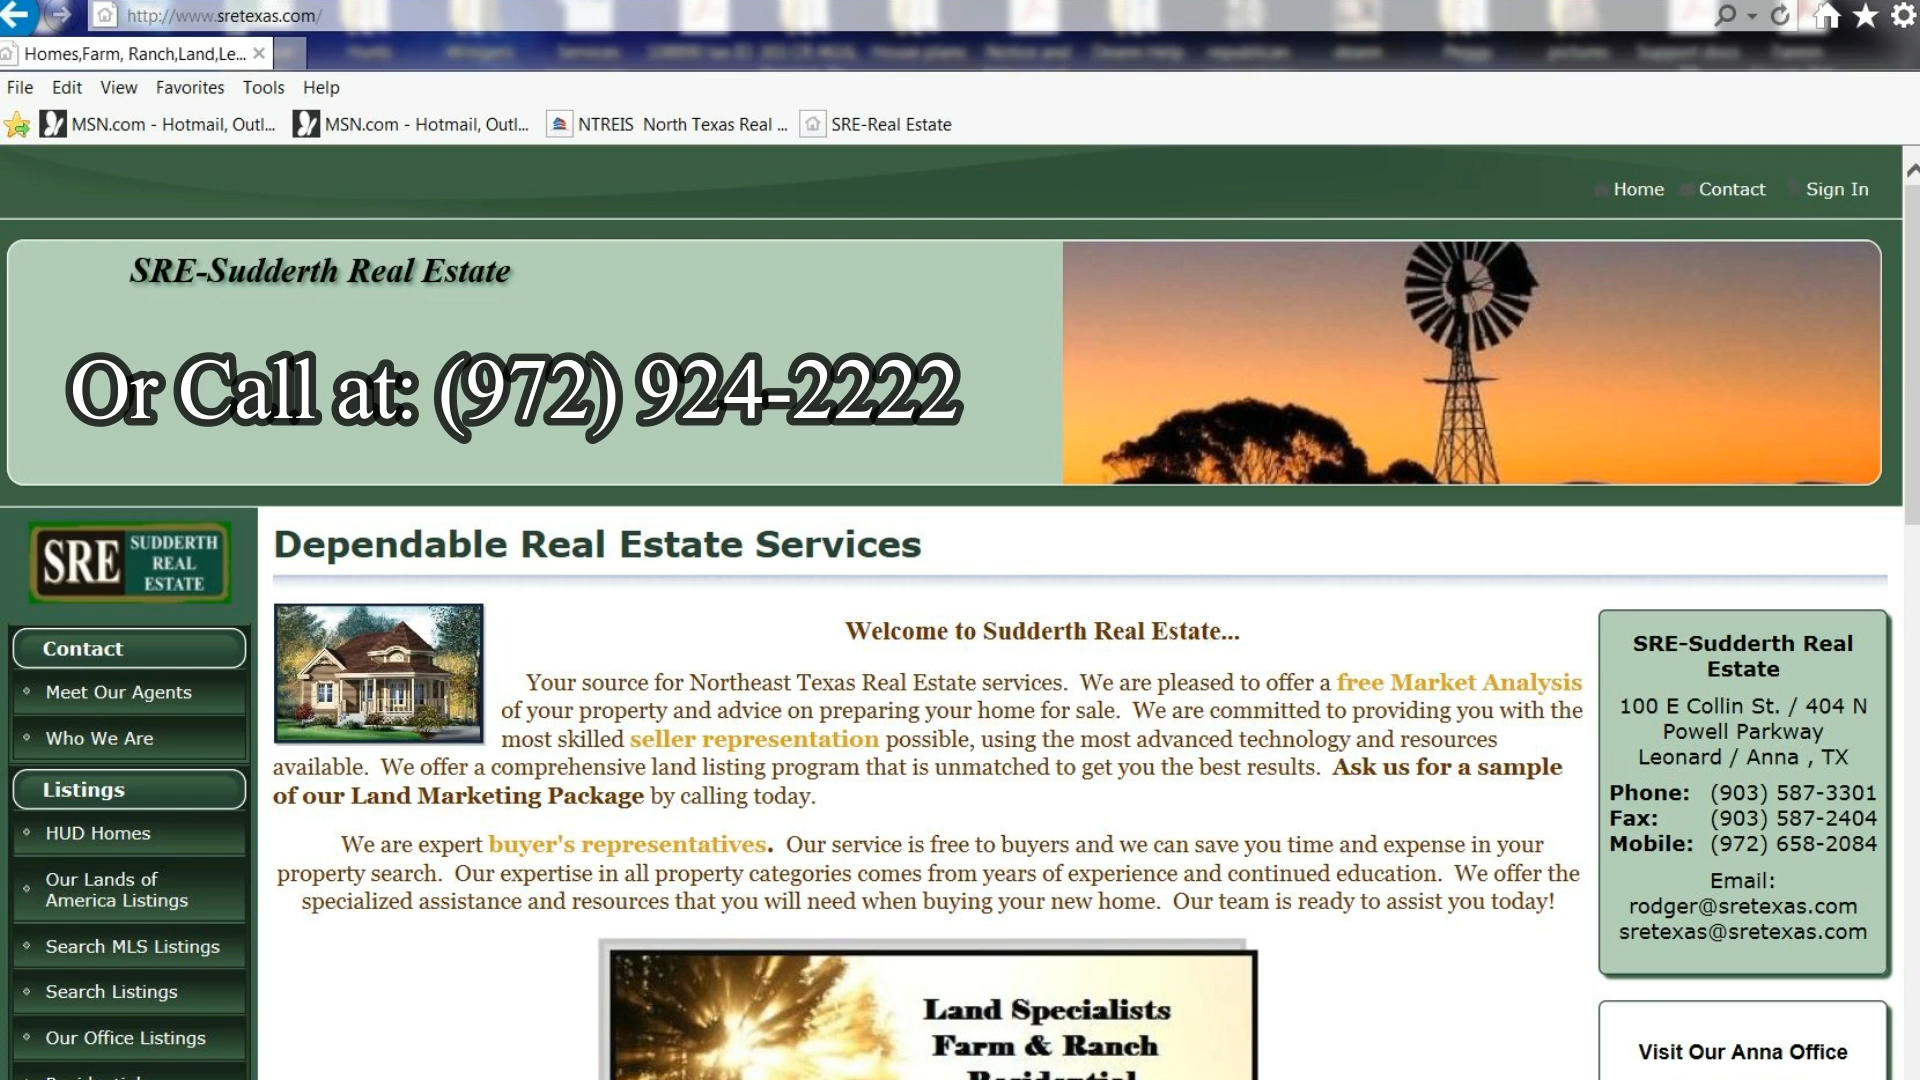 http://www.sretexas.com/
Homes,Farm, Ranch,Land,Le...
File Edit View Favorites Tools Help
MSN.com - Hotmail, Outl... MSN.com - Hotmail, Outl... NTREIS North Texas Real ... SRE-Real Estate
Home Contact Sign In
SRE-Sudderth Real Estate
Or Call at: (972) 924-2222
SRE SUDDERTH
REAL
ESTATE
Contact
Meet Our Agents
Who We Are
Listings
HUD Homes
Our Lands of
America Listings
Search MLS Listings
Search Listings
Our Office Listings
Dependable Real Estate Services
Welcome to Sudderth Real Estate...
Your source for Northeast Texas Real Estate services. We are pleased to offer a free Market Analysis
of your property and advice on preparing your home for sale. We are committed to providing you with the
most skilled seller representation possible, using the most advanced technology and resources
available. We offer a comprehensive land listing program that is unmatched to get you the best results. Ask us for a sample
of our Land Marketing Package by calling today.
We are expert buyer's representatives. Our service is free to buyers and we can save you time and expense in your
property search. Our expertise in all property categories comes from years of experience and continued education. We offer the
specialized assistance and resources that you will need when buying your new home. Our team is ready to assist you today!
Land Specialists
Farm & Ranch
Residential
SRE-Sudderth Real
Estate
100 E Collin St. / 404 N
Powell Parkway
Leonard / Anna , TX
Phone: (903) 587-3301
Fax: (903) 587-2404
Mobile: (972) 658-2084
Email:
rodger@sretexas.com
sretexas@sretexas.com
Visit Our Anna Office